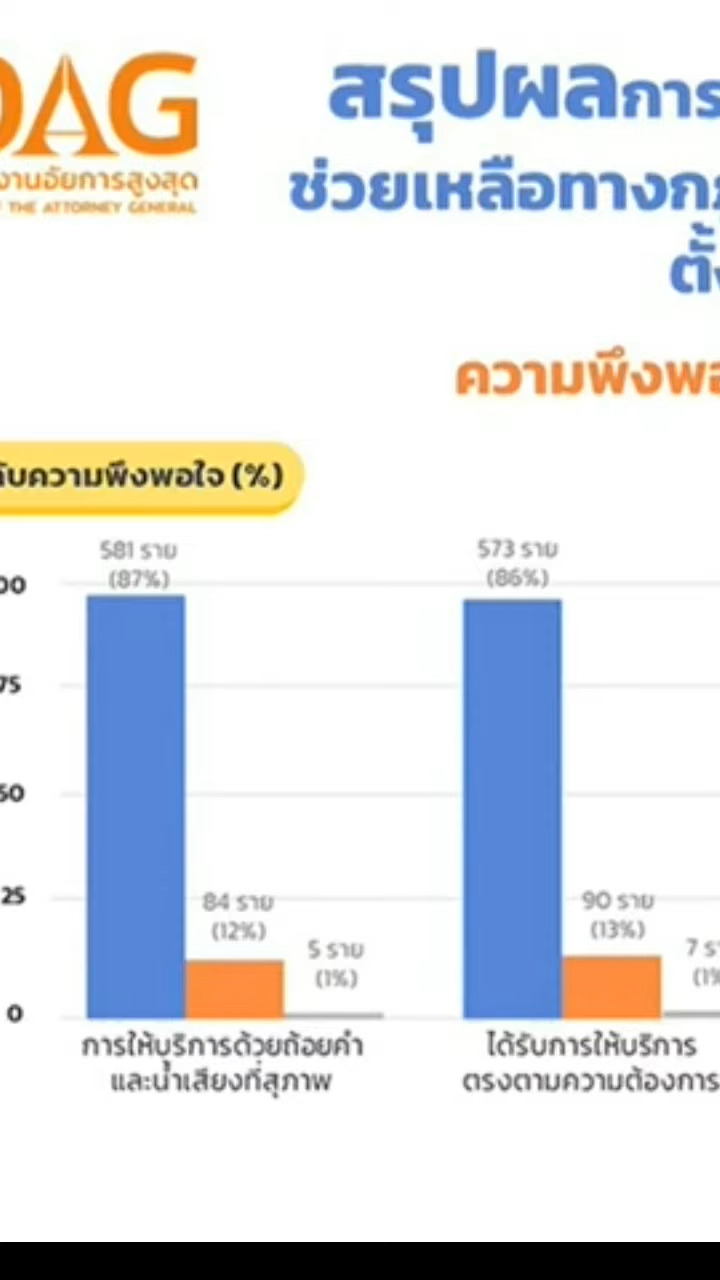 OAG
งานอัยการสูงสุด
THE ATTORNEY GENERAL
สรุปผลการ
ช่วยเหลือทางกฎ
ตั้ง
ความพึงพอ
ับความพึงพอใจ (%)
581 ราย
(87%)
573 ราย
(86%)
00
75
50
25
0
84 ราย
(12%)
5 ราย
(1%)
90 ราย
(13%)
7 รา
(1%
การให้บริการด้วยถ้อยคำ
และน้ำเสียงที่สุภาพ
ได้รับการให้บริการ
ตรงตามความต้องการ